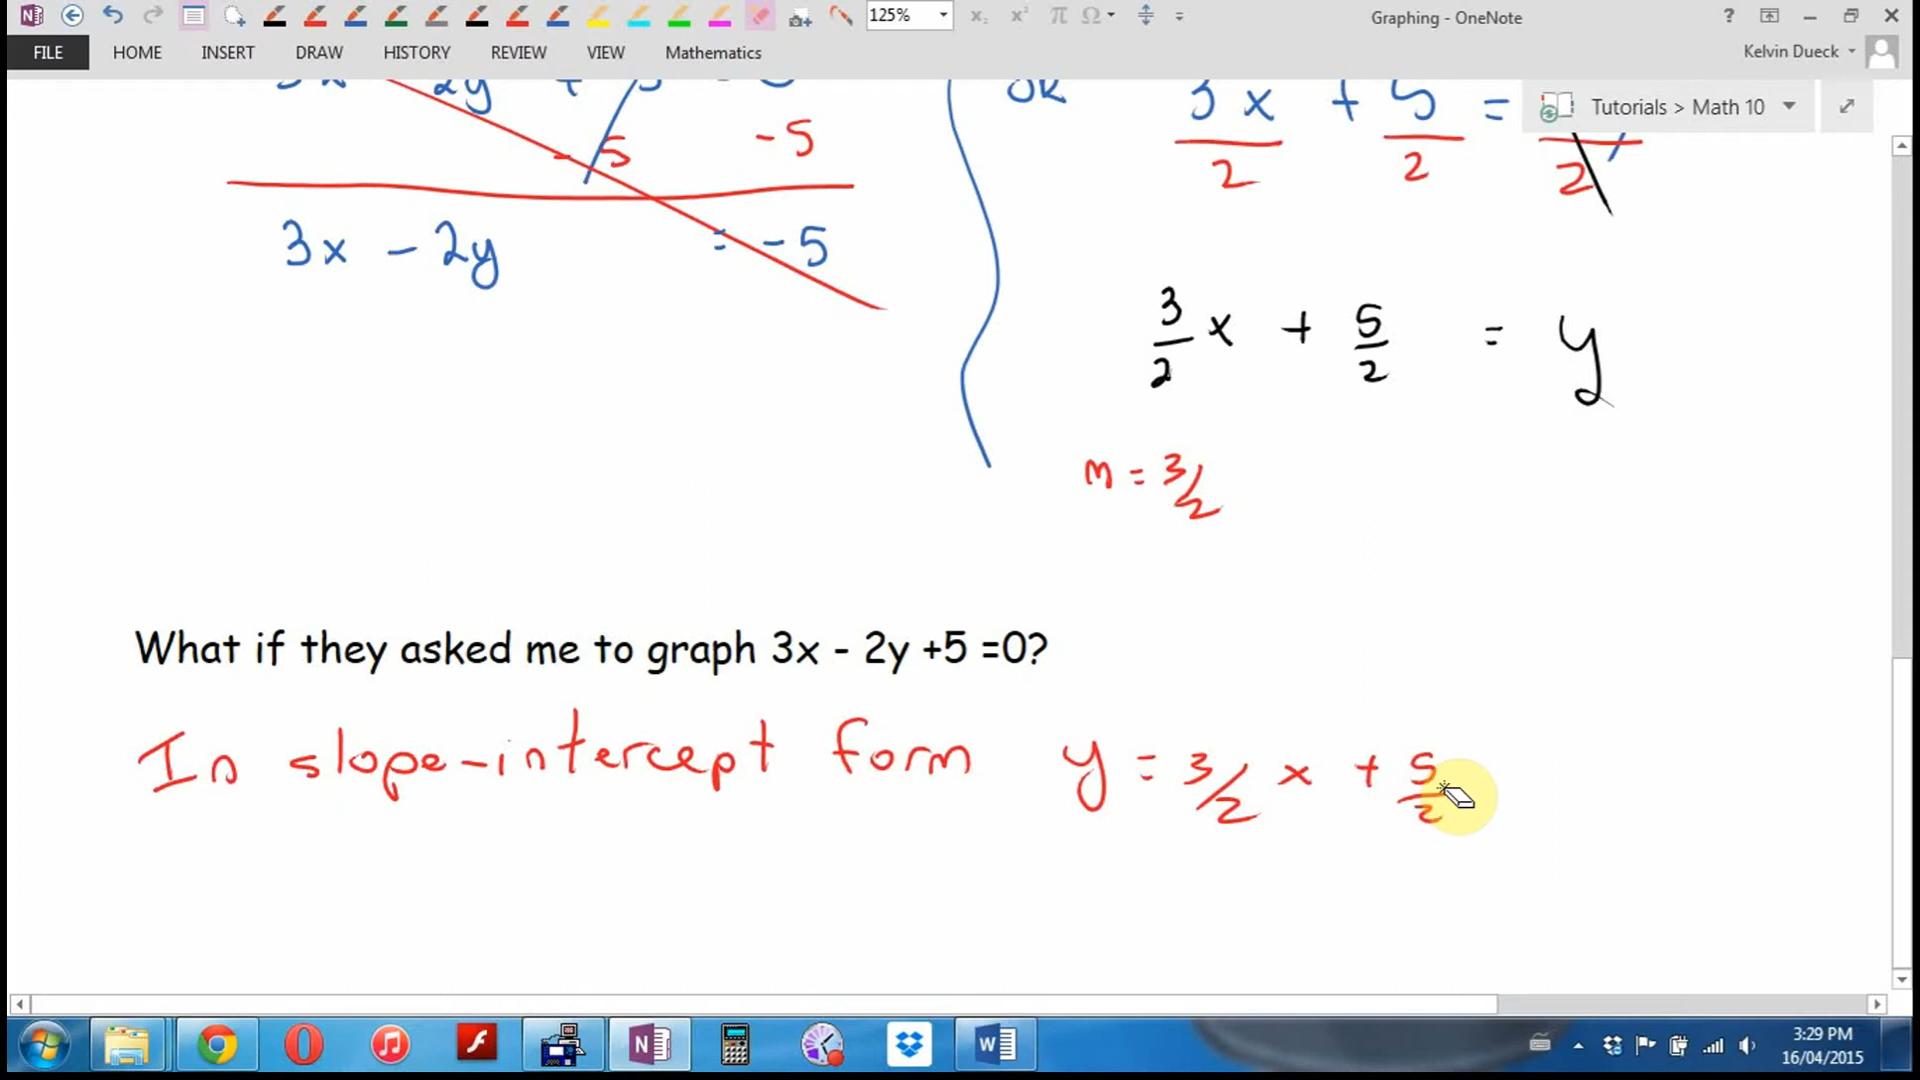 125% x₂ x² π Ω Graphing - OneNote ?
FILE HOME INSERT DRAW HISTORY REVIEW VIEW Mathematics Kelvin Dueck
Tutorials > Math 10
OR 3x + 5 =
2 2 2
- 5 -5
3x - 2y = -5
3/2 x + 5/2 = y
m = 3/2
What if they asked me to graph 3x - 2y +5 =0?
In slope-intercept form y = 3/2 x + 5/2
3:29 PM
16/04/2015